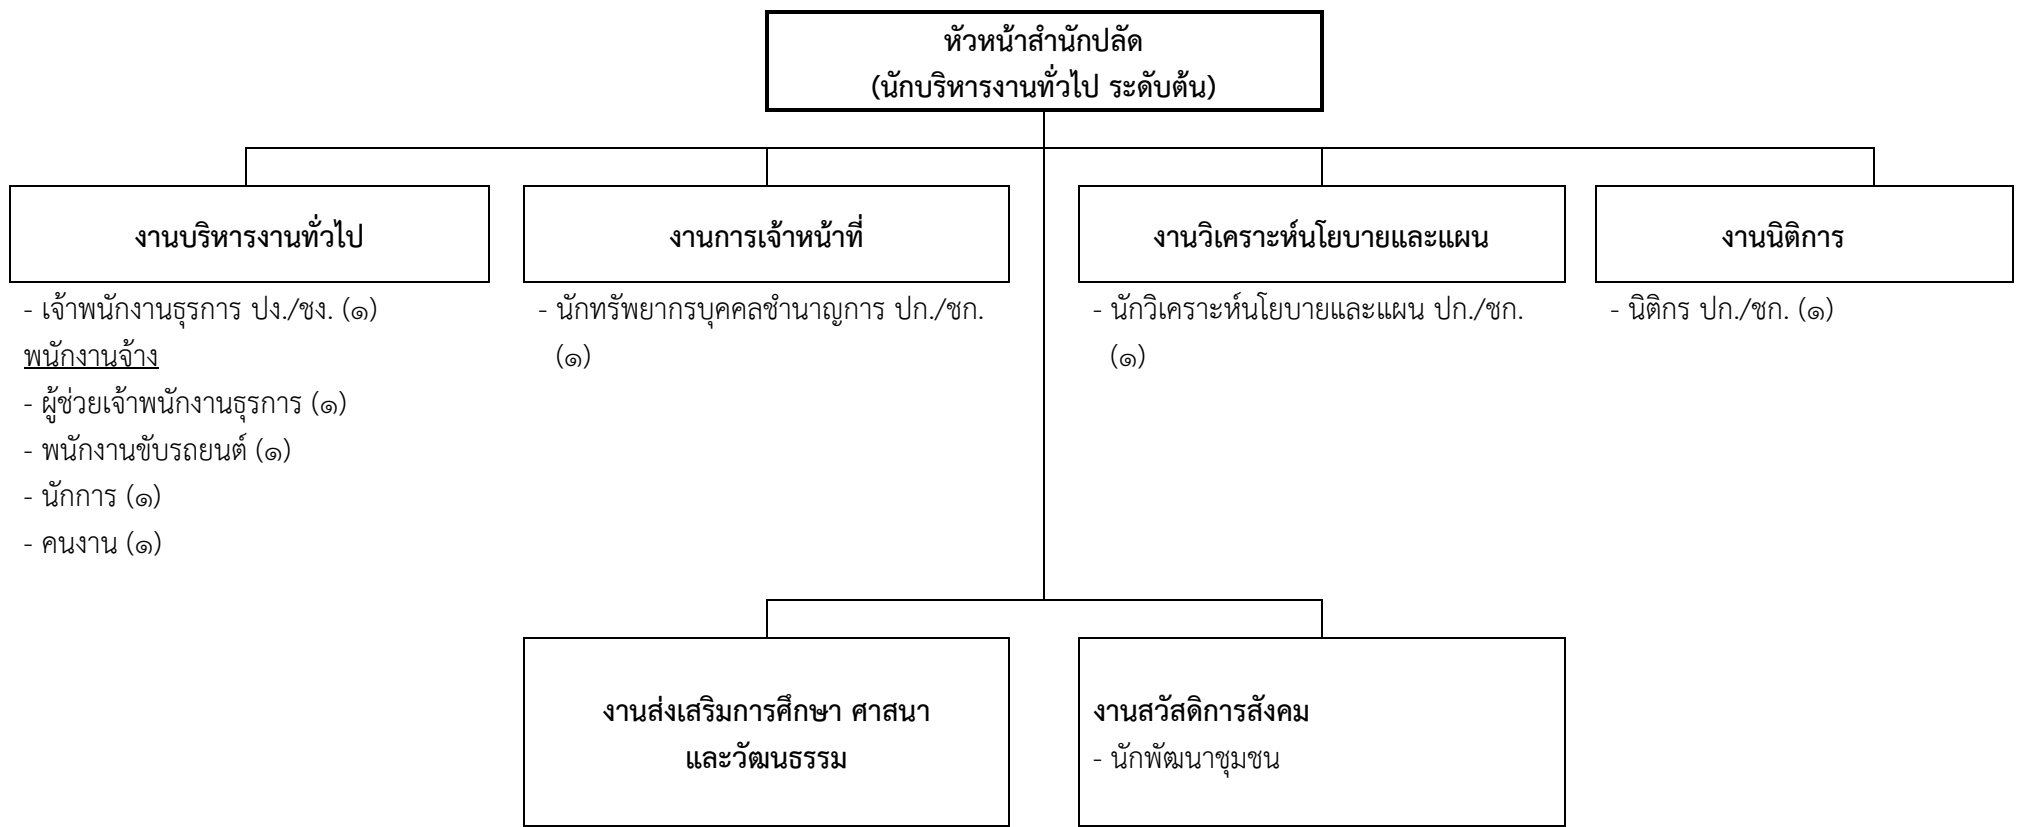 หัวหน้าสำนักปลัด
(นักบริหารงานทั่วไป ระดับต้น)
งานบริหารงานทั่วไป
- เจ้าพนักงานธุรการ ปง./ชง. (๑)
พนักงานจ้าง
- ผู้ช่วยเจ้าพนักงานธุรการ (๑)
- พนักงานขับรถยนต์ (๑)
- นักการ (๑)
- คนงาน (๑)
งานการเจ้าหน้าที่
- นักทรัพยากรบุคคลชำนาญการ ปก./ชก.
(๑)
งานวิเคราะห์นโยบายและแผน
- นักวิเคราะห์นโยบายและแผน ปก./ชก.
(๑)
งานนิติการ
- นิติกร ปก./ชก. (๑)
งานส่งเสริมการศึกษา ศาสนา
และวัฒนธรรม
งานสวัสดิการสังคม
- นักพัฒนาชุมชน